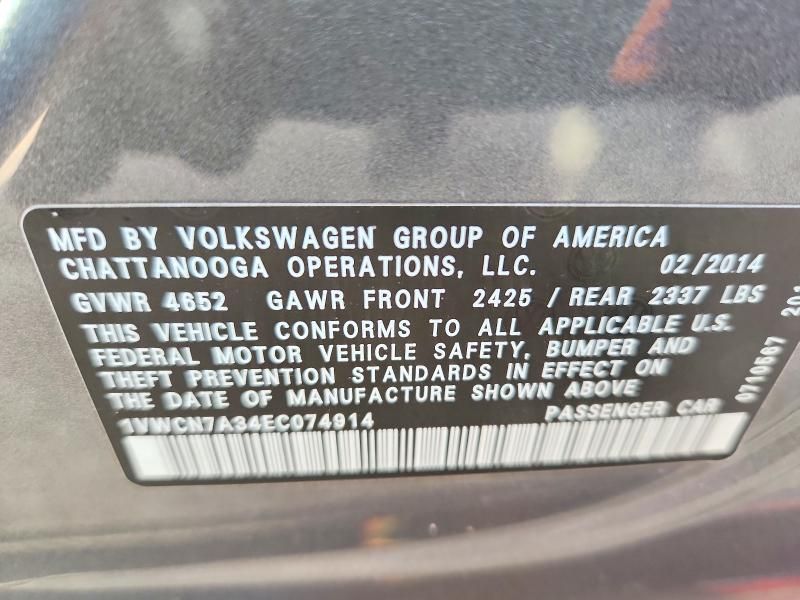 MFD BY VOLKSWAGEN GROUP OF AMERICA
CHATTANOOGA OPERATIONS, LLC. 02/2014
GVWR 4652 GAWR FRONT 2425 / REAR 2337 LBS
THIS VEHICLE CONFORMS TO ALL APPLICABLE U.S.
FEDERAL MOTOR VEHICLE SAFETY, BUMPER AND
THEFT PREVENTION STANDARDS IN EFFECT ON
THE DATE OF MANUFACTURE SHOWN ABOVE
1VWCN7A34EC074914 PASSENGER CAR
0710567